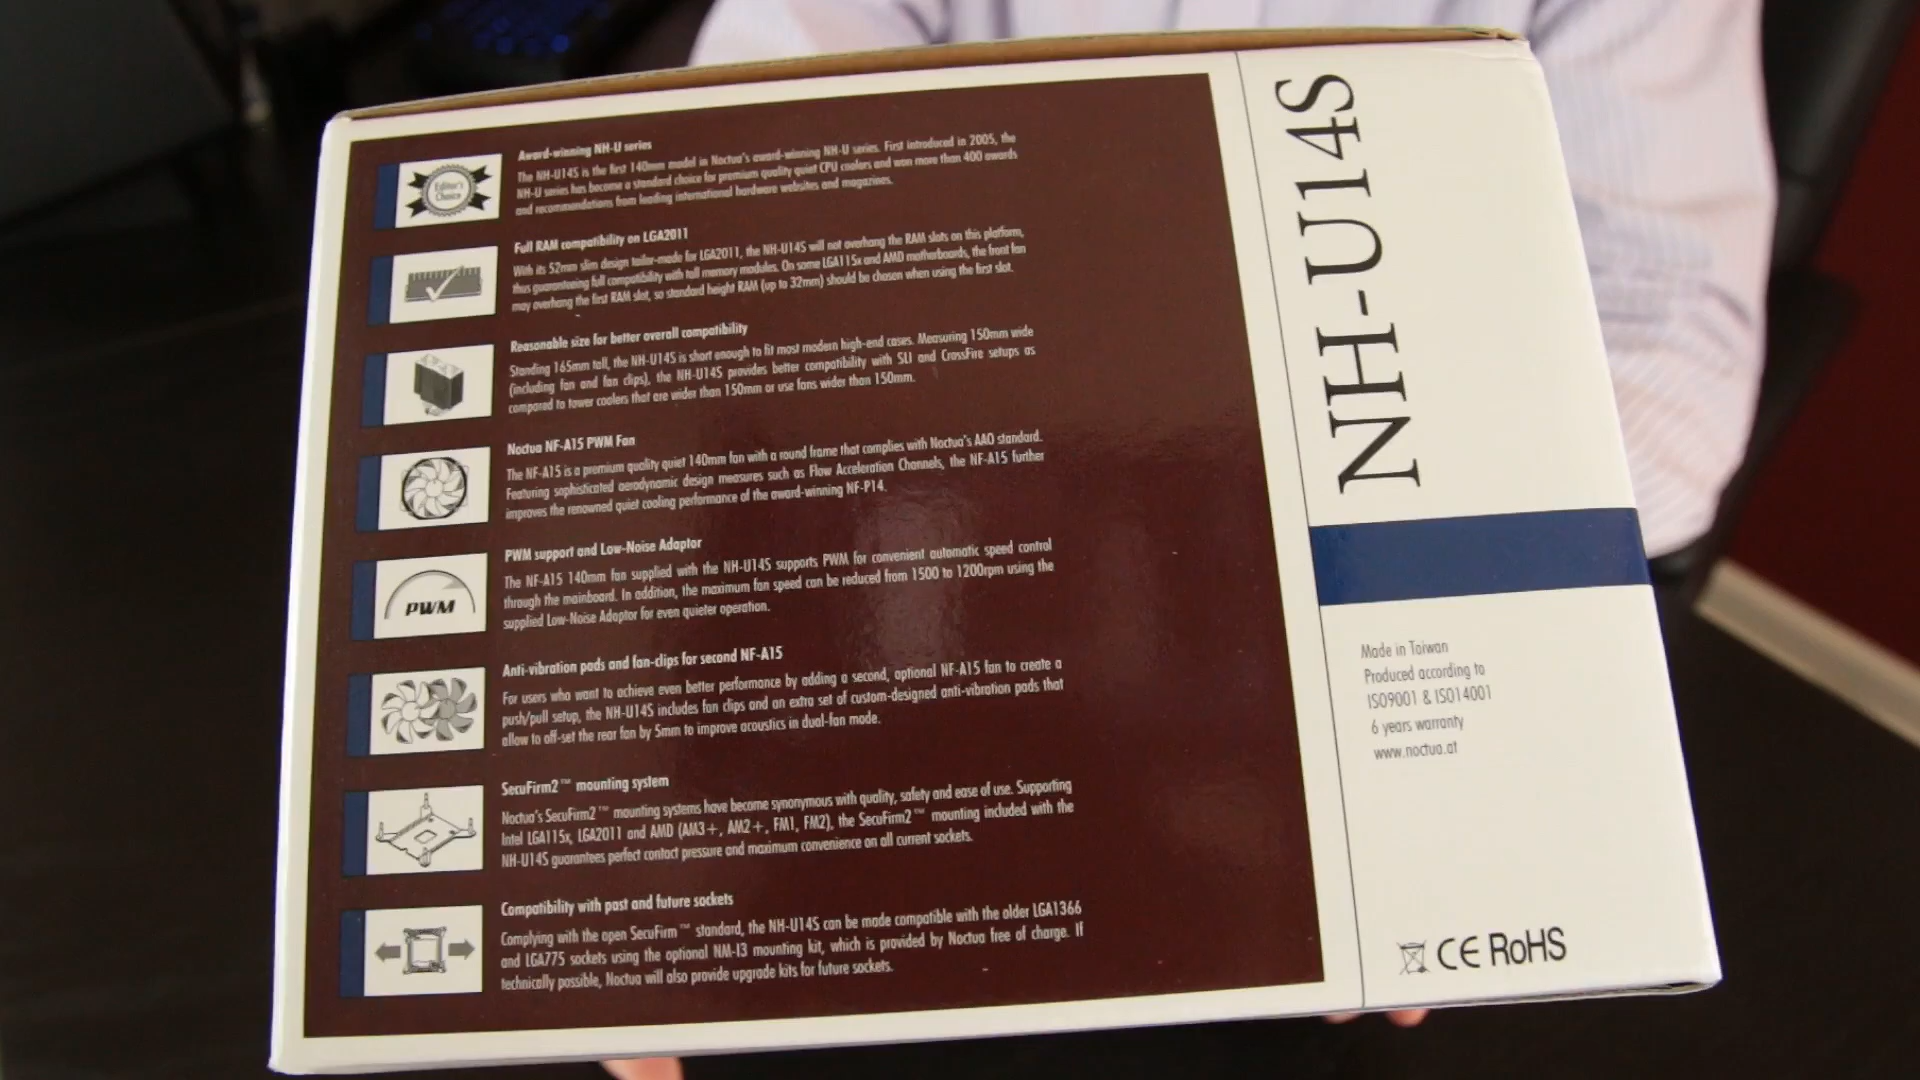 Editor's
Choice
Award-winning NH-U series
The NH-U14S is the first 140mm model in Noctua's award-winning NH-U series. First introduced in 2005, the
NH-U series has become a standard choice for premium quality quiet CPU coolers and won more than 400 awards
and recommendations from leading international hardware websites and magazines.
Full RAM compatibility on LGA2011
With its 52mm slim design tailor-made for LGA2011, the NH-U14S will not overhang the RAM slots on this platform,
thus guaranteeing full compatibility with tall memory modules. On some LGA115x and AMD motherboards, the front fan
may overhang the first RAM slot, so standard height RAM (up to 32mm) should be chosen when using the first slot.
Reasonable size for better overall compatibility
Standing 165mm tall, the NH-U14S is short enough to fit most modern high-end cases. Measuring 150mm wide
(including fan and fan clips), the NH-U14S provides better compatibility with SLI and CrossFire setups as
compared to tower coolers that are wider than 150mm or use fans wider than 150mm.
Noctua NF-A15 PWM Fan
The NF-A15 is a premium quality quiet 140mm fan with a round frame that complies with Noctua's AAO standard.
Featuring sophisticated aerodynamic design measures such as Flow Acceleration Channels, the NF-A15 further
improves the renowned quiet cooling performance of the award-winning NF-P14.
PWM
PWM support and Low-Noise Adaptor
The NF-A15 140mm fan supplied with the NH-U14S supports PWM for convenient automatic speed control
through the mainboard. In addition, the maximum fan speed can be reduced from 1500 to 1200rpm using the
supplied Low-Noise Adaptor for even quieter operation.
Anti-vibration pads and fan-clips for second NF-A15
For users who want to achieve even better performance by adding a second, optional NF-A15 fan to create a
push/pull setup, the NH-U14S includes fan clips and an extra set of custom-designed anti-vibration pads that
allow to off-set the rear fan by 5mm to improve acoustics in dual-fan mode.
SecuFirm2™ mounting system
Noctua's SecuFirm2™ mounting systems have become synonymous with quality, safety and ease of use. Supporting
Intel LGA115x, LGA2011 and AMD (AM3+, AM2+, FM1, FM2), the SecuFirm2™ mounting included with the
NH-U14S guarantees perfect contact pressure and maximum convenience on all current sockets.
Compatibility with past and future sockets
Complying with the open SecuFirm™ standard, the NH-U14S can be made compatible with the older LGA1366
and LGA775 sockets using the optional NM-I3 mounting kit, which is provided by Noctua free of charge. If
technically possible, Noctua will also provide upgrade kits for future sockets.
NH-U14S
Made in Taiwan
Produced according to
ISO9001 & ISO14001
6 years warranty
www.noctua.at
CE RoHS